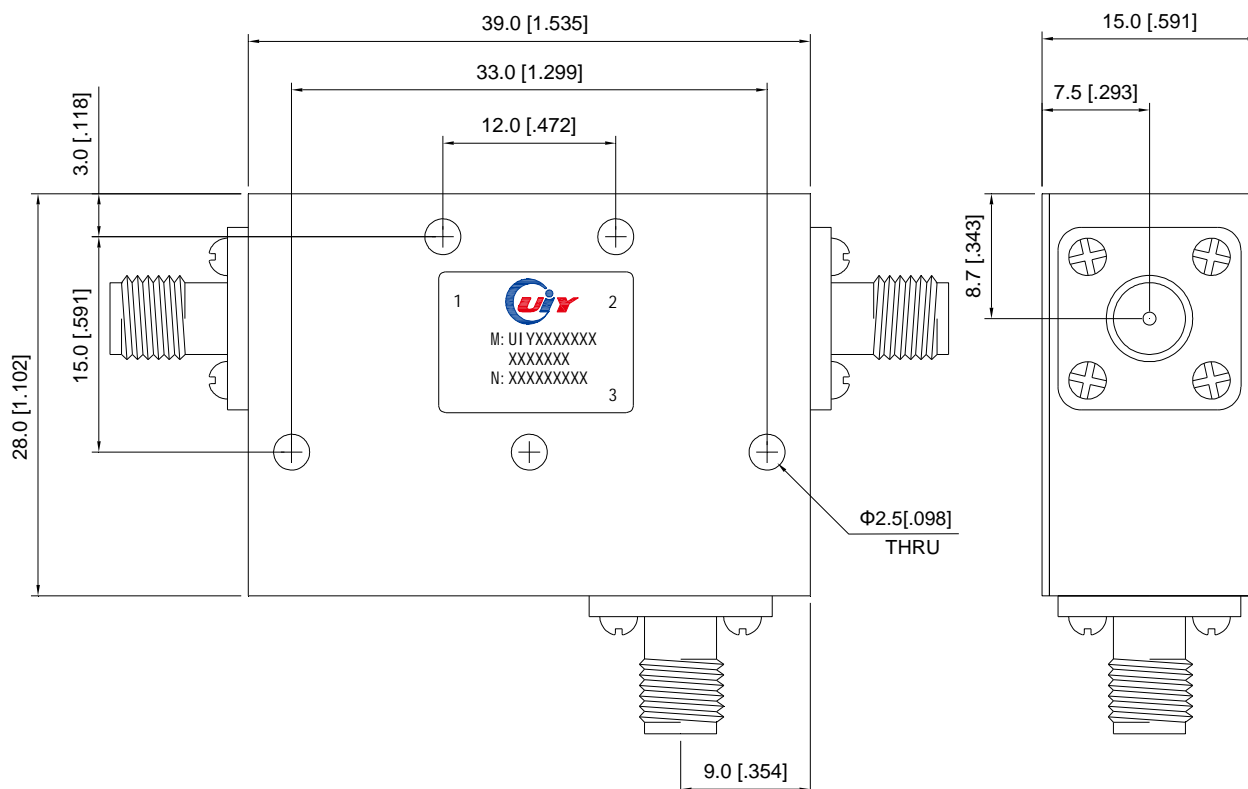 39.0 [1.535]
15.0 [.591]
33.0 [1.299]
7.5 [.293]
3.0 [.118]
12.0 [.472]
8.7 [.343]
15.0 [.591]
28.0 [1.102]
1
UiY
2
M: UIYXXXXXXX
XXXXXXX
N: XXXXXXXXX
3
Φ2.5[.098]
THRU
9.0 [.354]